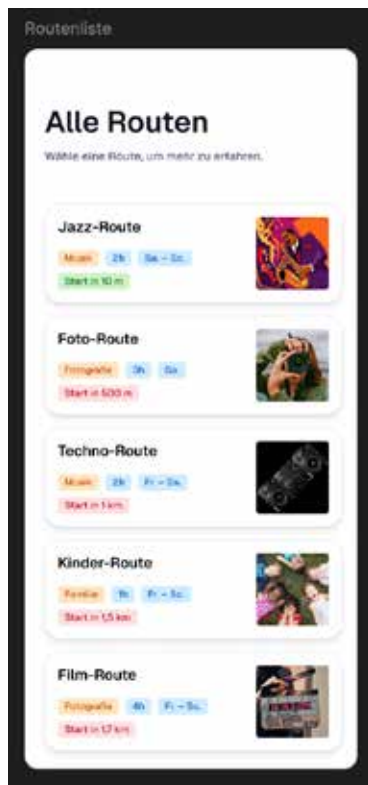 Routenliste
Alle Routen
Wähle eine Route, um mehr zu erfahren.
Jazz-Route
Musik 2h Sa. – So.
Start in 10 m
Foto-Route
Fotografie 3h Sa.
Start in 500 m
Techno-Route
Musik 2h Fr. – Sa.
Start in 1 km
Kinder-Route
Familie 1h Fr. – So.
Start in 1,5 km
Film-Route
Fotografie 4h Fr. – So.
Start in 1,7 km